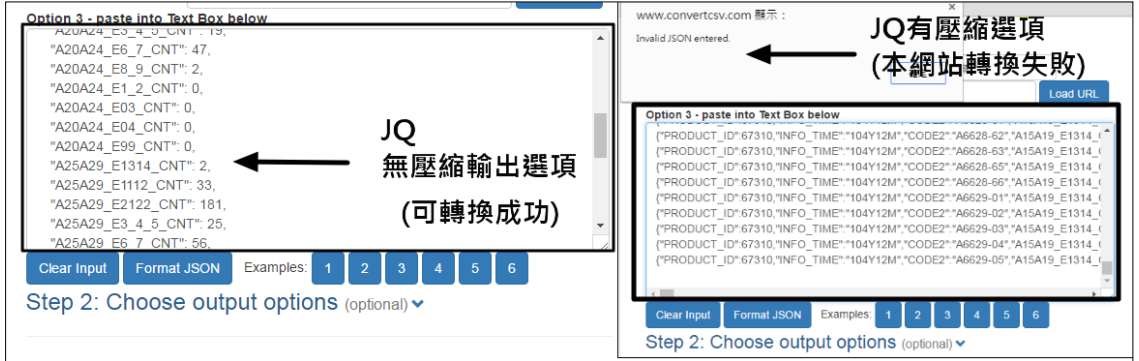 Option 3 - paste into Text Box below
"A20A24_E3_4_5_CNT": 19,
"A20A24_E6_7_CNT": 47,
"A20A24_E8_9_CNT": 2,
"A20A24_E1_2_CNT": 0,
"A20A24_E03_CNT": 0,
"A20A24_E04_CNT": 0,
"A20A24_E99_CNT": 0,
"A25A29_E1314_CNT": 2,
"A25A29_E1112_CNT": 33,
"A25A29_E2122_CNT": 181,
"A25A29_E3_4_5_CNT": 25,
"A25A29_E6_7_CNT": 56,
JQ
無壓縮輸出選項
(可轉換成功)
Clear Input Format JSON Examples: 1 2 3 4 5 6
Step 2: Choose output options (optional)
www.convertcsv.com 顯示：
×
Invalid JSON entered.
JQ有壓縮選項
(本網站轉換失敗)
Load URL
Option 3 - paste into Text Box below
{"PRODUCT_ID":67310,"INFO_TIME":"104Y12M","CODE2":"A6628-62","A15A19_E1314_
{"PRODUCT_ID":67310,"INFO_TIME":"104Y12M","CODE2":"A6628-63","A15A19_E1314_
{"PRODUCT_ID":67310,"INFO_TIME":"104Y12M","CODE2":"A6628-65","A15A19_E1314_
{"PRODUCT_ID":67310,"INFO_TIME":"104Y12M","CODE2":"A6628-66","A15A19_E1314_
{"PRODUCT_ID":67310,"INFO_TIME":"104Y12M","CODE2":"A6629-01","A15A19_E1314_
{"PRODUCT_ID":67310,"INFO_TIME":"104Y12M","CODE2":"A6629-02","A15A19_E1314_
{"PRODUCT_ID":67310,"INFO_TIME":"104Y12M","CODE2":"A6629-03","A15A19_E1314_
{"PRODUCT_ID":67310,"INFO_TIME":"104Y12M","CODE2":"A6629-04","A15A19_E1314_
{"PRODUCT_ID":67310,"INFO_TIME":"104Y12M","CODE2":"A6629-05","A15A19_E1314_
Clear Input Format JSON Examples: 1 2 3 4 5 6
Step 2: Choose output options (optional)